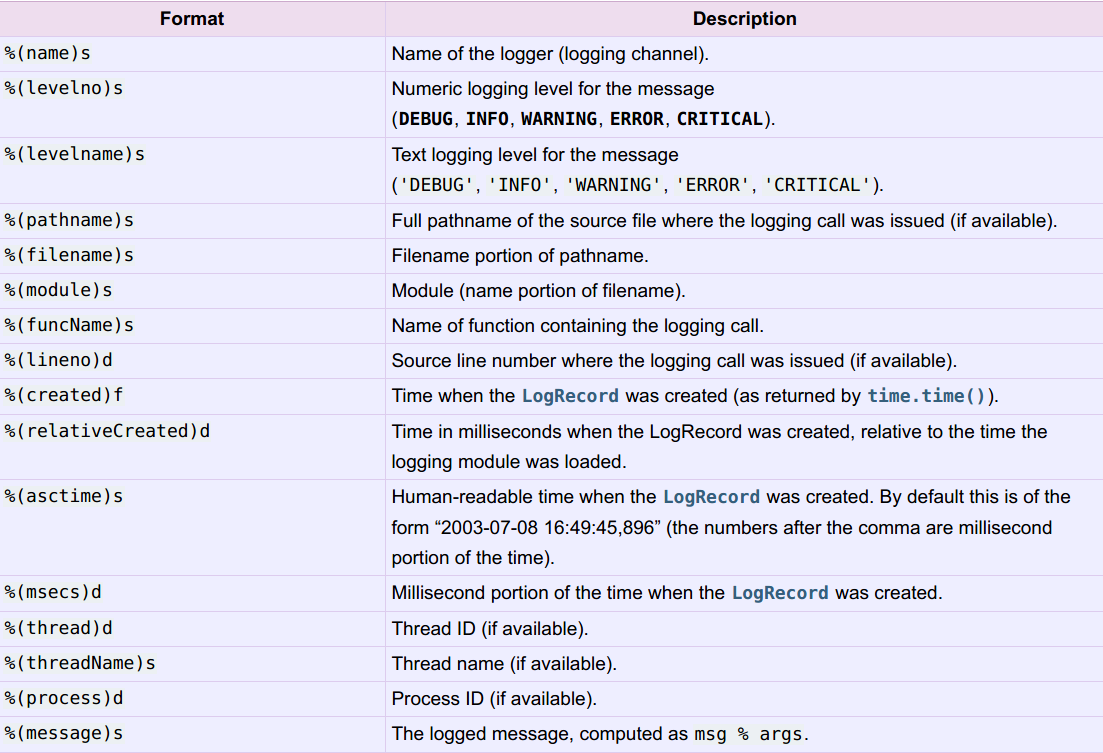 Format Description
%(name)s Name of the logger (logging channel).
%(levelno)s Numeric logging level for the message
(DEBUG, INFO, WARNING, ERROR, CRITICAL).
%(levelname)s Text logging level for the message
('DEBUG', 'INFO', 'WARNING', 'ERROR', 'CRITICAL').
%(pathname)s Full pathname of the source file where the logging call was issued (if available).
%(filename)s Filename portion of pathname.
%(module)s Module (name portion of filename).
%(funcName)s Name of function containing the logging call.
%(lineno)d Source line number where the logging call was issued (if available).
%(created)f Time when the LogRecord was created (as returned by time.time()).
%(relativeCreated)d Time in milliseconds when the LogRecord was created, relative to the time the
logging module was loaded.
%(asctime)s Human-readable time when the LogRecord was created. By default this is of the
form “2003-07-08 16:49:45,896” (the numbers after the comma are millisecond
portion of the time).
%(msecs)d Millisecond portion of the time when the LogRecord was created.
%(thread)d Thread ID (if available).
%(threadName)s Thread name (if available).
%(process)d Process ID (if available).
%(message)s The logged message, computed as msg % args.